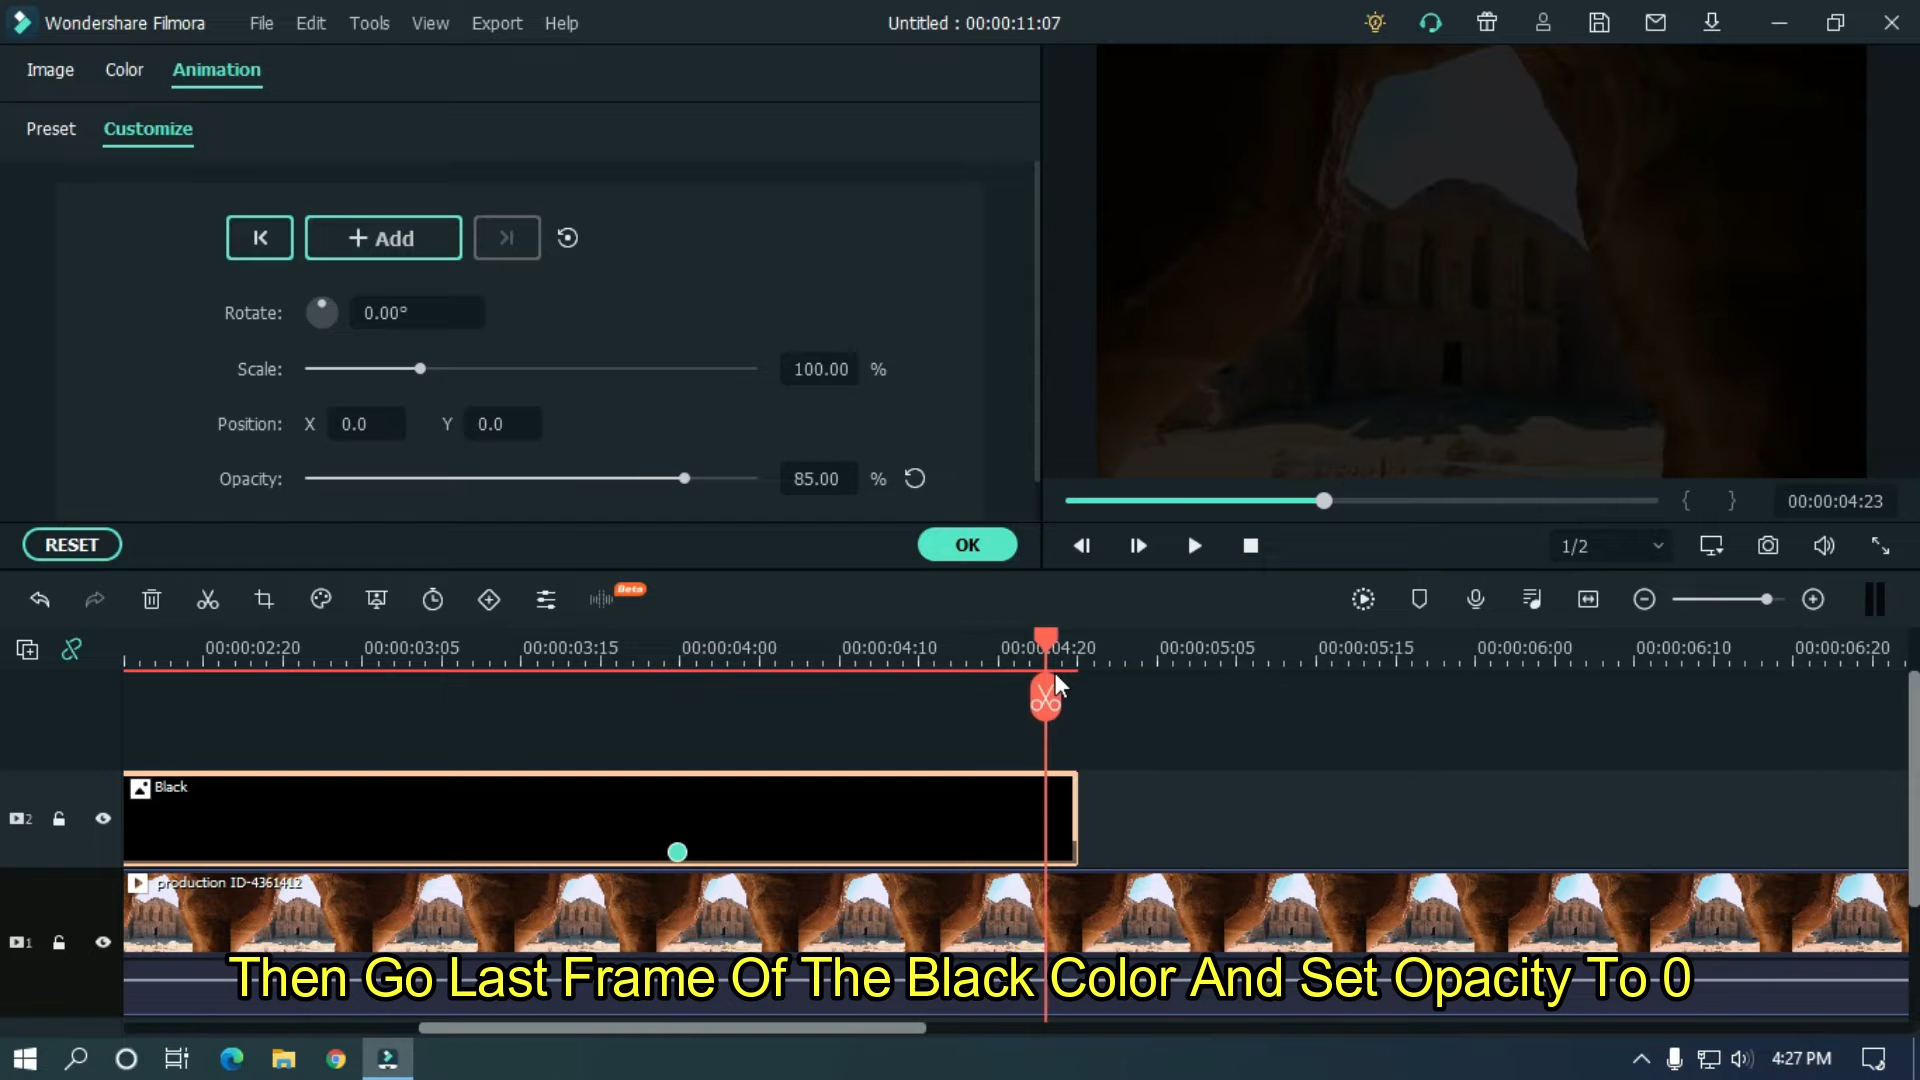 Wondershare Filmora File Edit Tools View Export Help Untitled : 00:00:11:07
Image Color Animation
Preset Customize
+ Add
Rotate: 0.00°
Scale: 100.00 %
Position: X 0.0 Y 0.0
Opacity: 85.00 %
{ } 00:00:04:23
RESET OK
1/2
Beta
00:00:02:20 00:00:03:05 00:00:03:15 00:00:04:00 00:00:04:10 00:00:04:20 00:00:05:05 00:00:05:15 00:00:06:00 00:00:06:10 00:00:06:20
Black
2
production ID-4361412
1
Then Go Last Frame Of The Black Color And Set Opacity To 0
4:27 PM